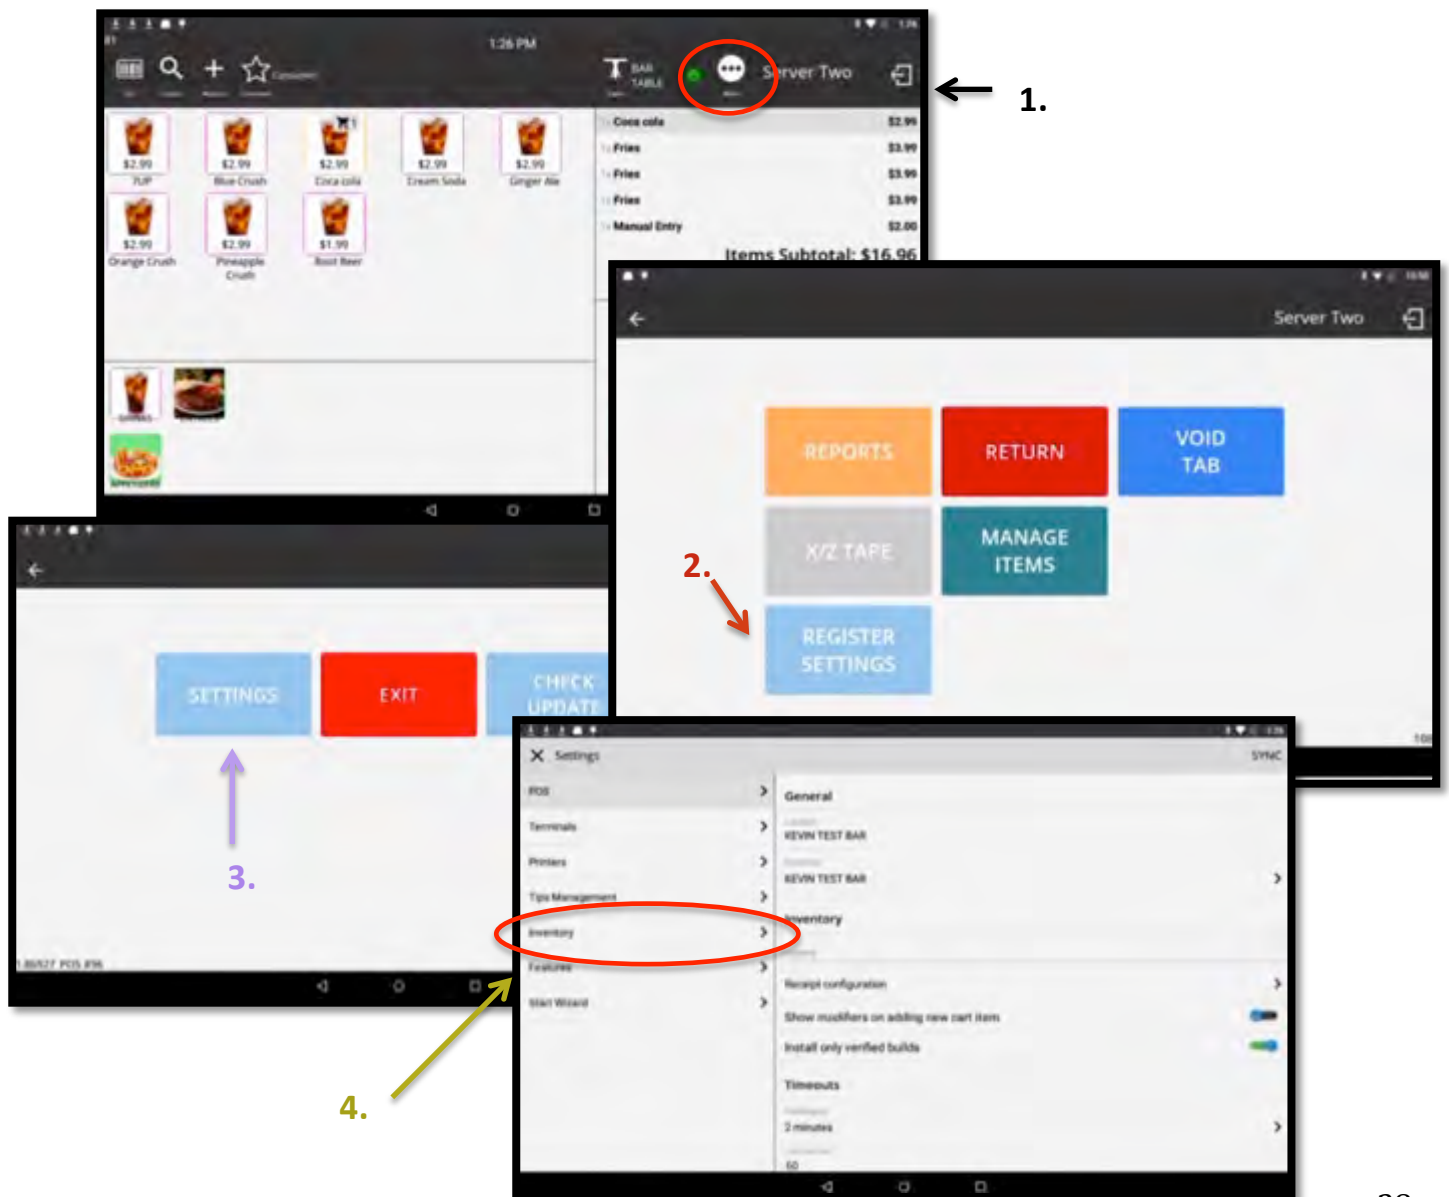 1:26 PM
BAR
TABLE
Server Two
1.
$2.99
$2.99
$2.99
$2.99
$2.99
7UP
Blue Crush
Coca cola
Cream Soda
Ginger Ale
$2.99
$2.99
$1.99
Orange Crush
Pineapple
Crush
Root Beer
Coca cola $2.99
Fries $3.99
Fries $3.99
Fries $3.99
Manual Entry $2.00
Items Subtotal: $16.96
Server Two
REPORTS
RETURN
VOID
TAB
X/Z TAPE
MANAGE
ITEMS
2.
REGISTER
SETTINGS
SETTINGS
EXIT
CHECK
UPDATE
3.
Settings
SYNC
POS
Terminals
Printers
Tips Management
Inventory
Features
Start Wizard
General
KEVIN TEST BAR
KEVIN TEST BAR
Inventory
Receipt configuration
Show modifiers on adding new cart item
Install only verified builds
Timeouts
2 minutes
60
4.